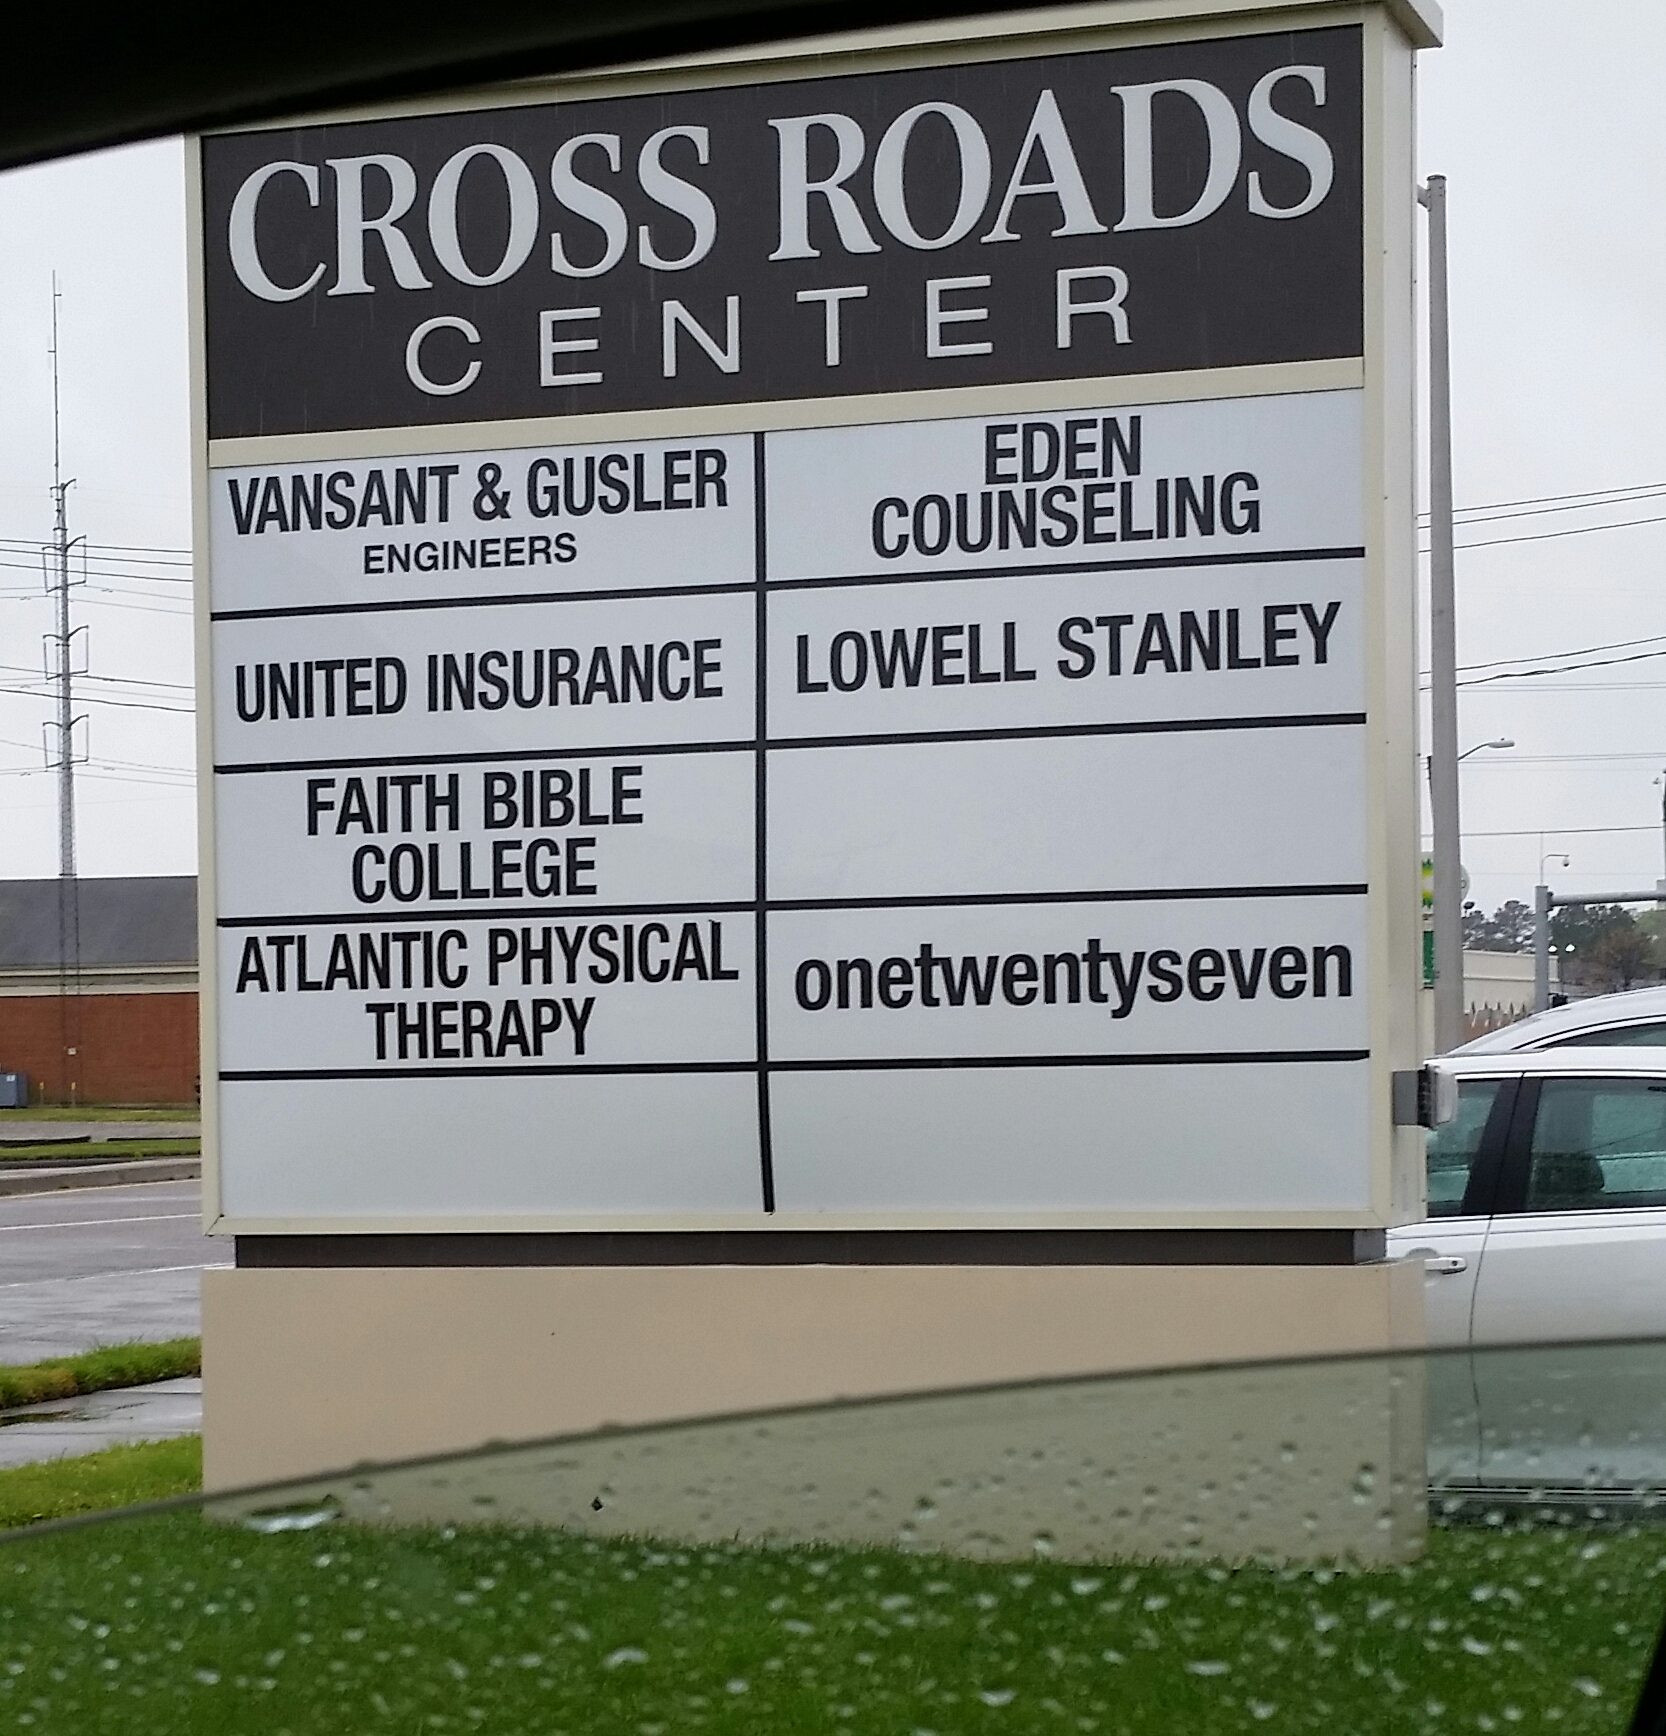 CROSS ROADS
CENTER
VANSANT & GUSLER
ENGINEERS
EDEN
COUNSELING
UNITED INSURANCE
LOWELL STANLEY
FAITH BIBLE
COLLEGE
ATLANTIC PHYSICAL
THERAPY
onetwentyseven